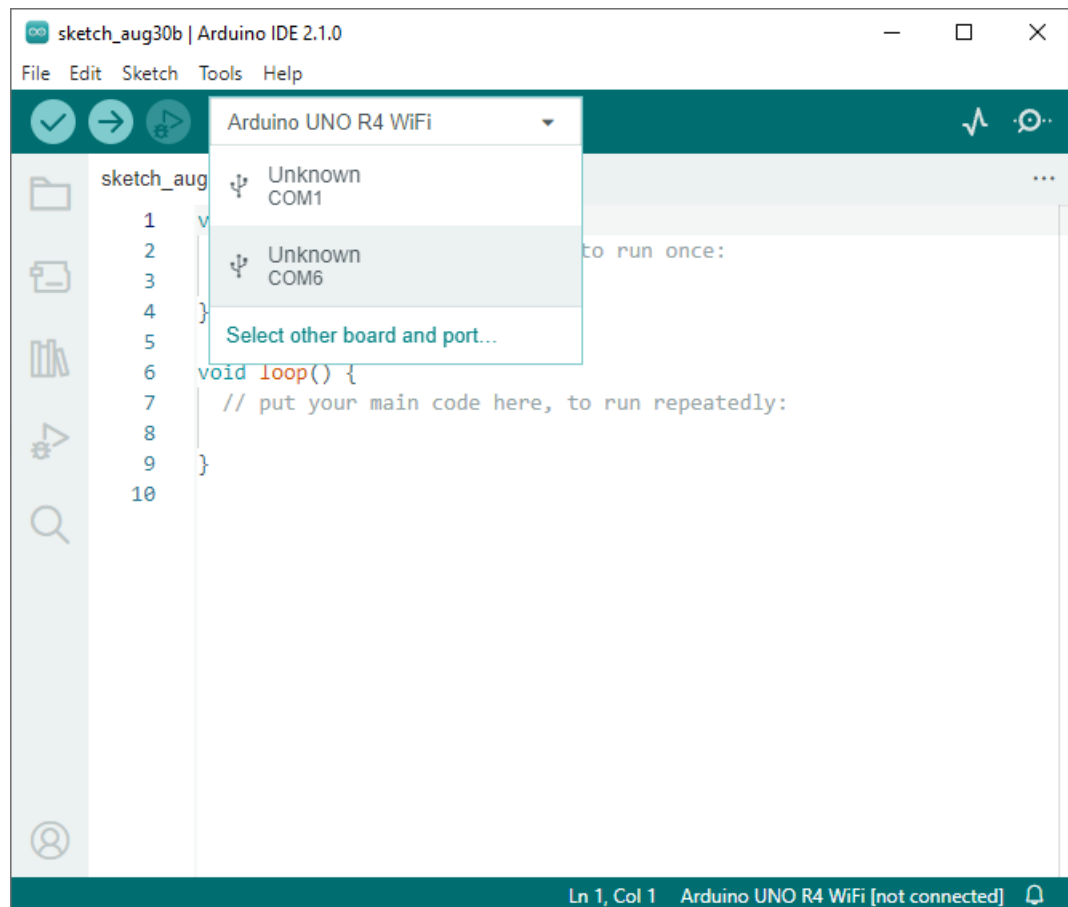 sketch_aug30b | Arduino IDE 2.1.0
File Edit Sketch Tools Help
Arduino UNO R4 WiFi
Unknown
COM1
Unknown
COM6
Select other board and port...
sketch_aug
...
1 v
2 to run once:
3
4 }
5
6 void loop() {
7 // put your main code here, to run repeatedly:
8
9 }
10
Ln 1, Col 1 Arduino UNO R4 WiFi [not connected]